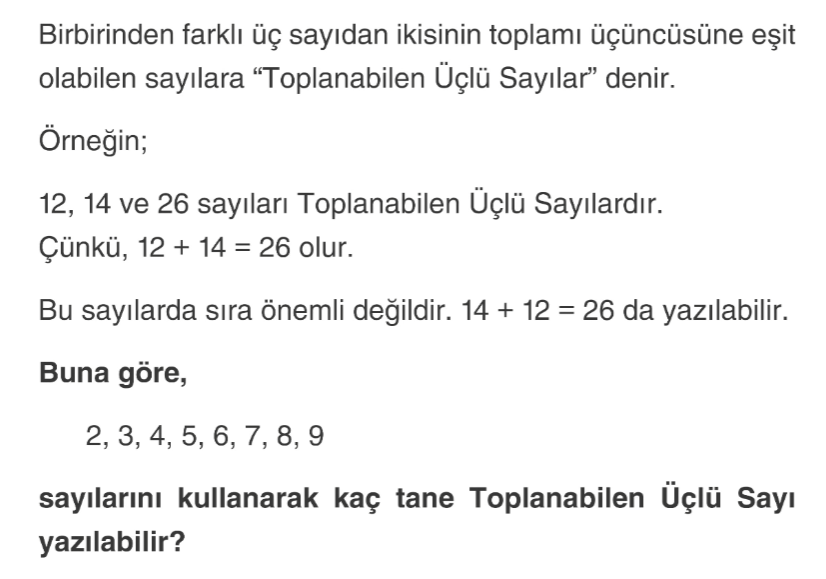 Birbirinden farklı üç sayıdan ikisinin toplamı üçüncüsüne eşit
olabilen sayılara “Toplanabilen Üçlü Sayılar” denir.
Örneğin;
12, 14 ve 26 sayıları Toplanabilen Üçlü Sayılardır.
Çünkü, 12 + 14 = 26 olur.
Bu sayılarda sıra önemli değildir. 14 + 12 = 26 da yazılabilir.
Buna göre,
2, 3, 4, 5, 6, 7, 8, 9
sayılarını kullanarak kaç tane Toplanabilen Üçlü Sayı
yazılabilir?